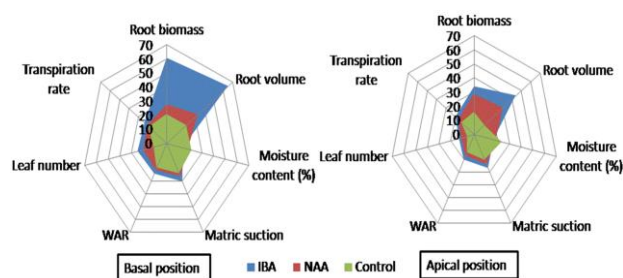 Root biomass
70
60
50
40
30
20
10
0
Root volume
Moisture
content (%)
Matric suction
WAR
Leaf number
Transpiration
rate
Basal position
Root biomass
70
60
50
40
30
20
10
0
Root volume
Moisture
content (%)
Matric suction
WAR
Leaf number
Transpiration
rate
Apical position
IBA NAA Control